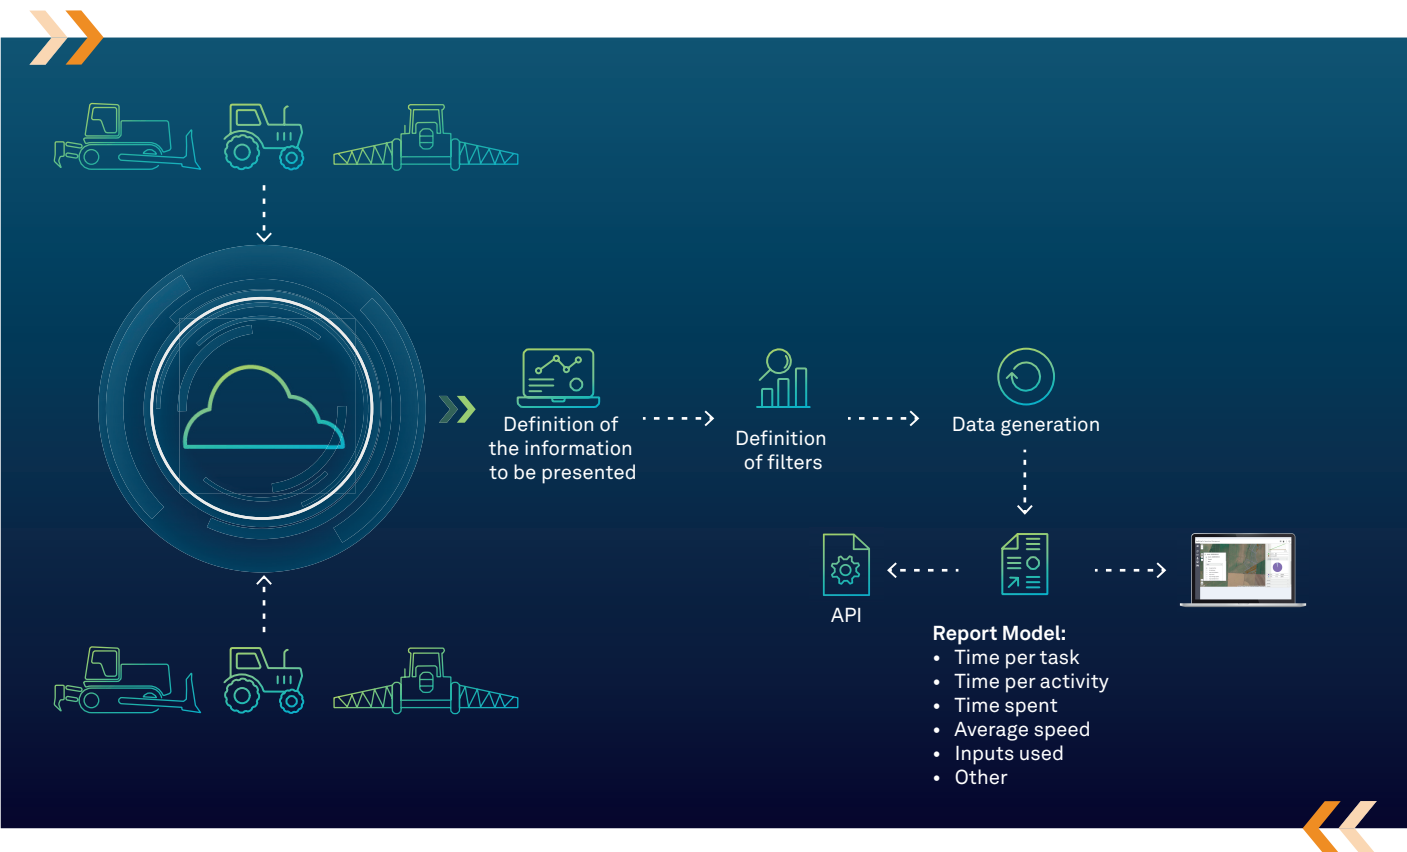 Definition of
the information
to be presented
Definition
of filters
Data generation
API
Report Model:
• Time per task
• Time per activity
• Time spent
• Average speed
• Inputs used
• Other